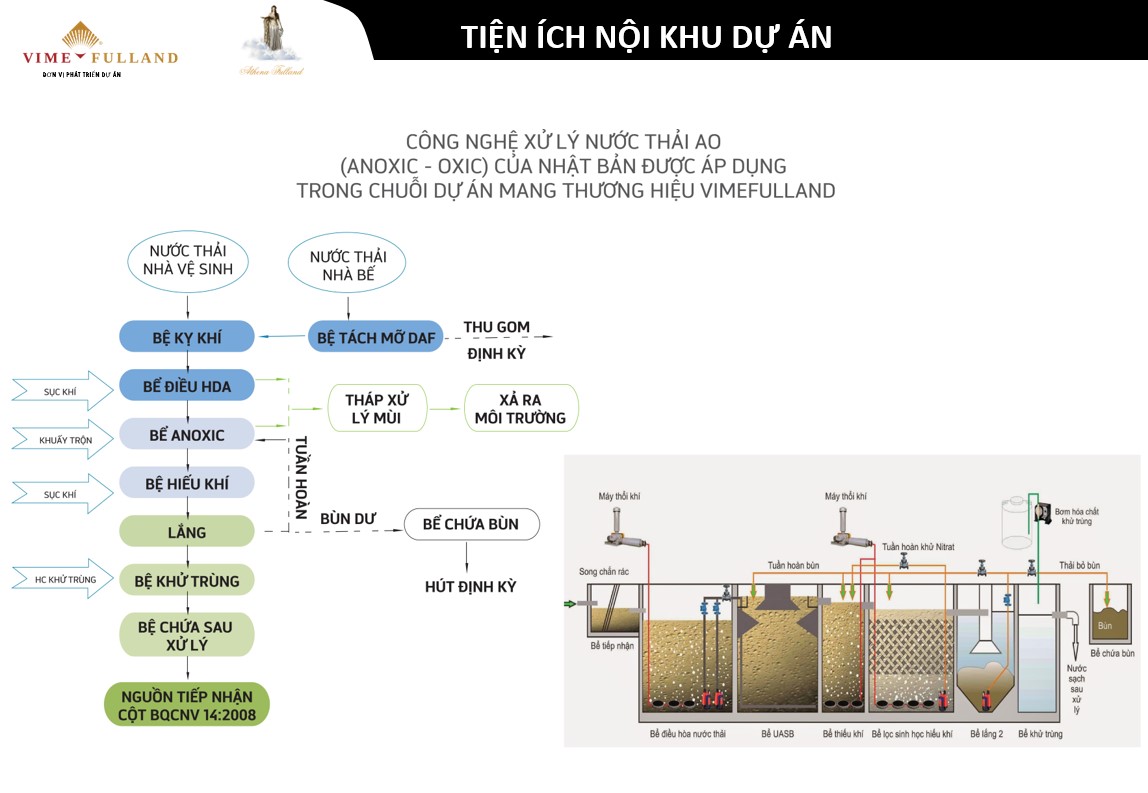 TIỆN ÍCH NỘI KHU DỰ ÁN
VIME FULLAND
ĐƠN VỊ PHÁT TRIỂN DỰ ÁN
Athena Fulland
CÔNG NGHỆ XỬ LÝ NƯỚC THẢI AO
(ANOXIC - OXIC) CỦA NHẬT BẢN ĐƯỢC ÁP DỤNG
TRONG CHUỖI DỰ ÁN MANG THƯƠNG HIỆU VIMEFULLAND
NƯỚC THẢI
NHÀ VỆ SINH
NƯỚC THẢI
NHÀ BẾ
BỆ KỴ KHÍ
BỆ TÁCH MỠ DAF
THU GOM
ĐỊNH KỲ
SỤC KHÍ
BỂ ĐIỀU HDA
THÁP XỬ
LÝ MÙI
XẢ RA
MÔI TRƯỜNG
KHUẤY TRỘN
BỂ ANOXIC
TUẦN HOÀN
SỤC KHÍ
BỆ HIẾU KHÍ
LẮNG
BÙN DƯ
BỂ CHỨA BÙN
HÚT ĐỊNH KỲ
HC KHỬ TRÙNG
BỆ KHỬ TRÙNG
BỆ CHỨA SAU
XỬ LÝ
NGUỒN TIẾP NHẬN
CỘT BQCNV 14:2008
Máy thổi khí
Máy thổi khí
Bơm hóa chất
khử trùng
Tuần hoàn khử Nitrat
Song chắn rác
Tuần hoàn bùn
Thải bỏ bùn
Bùn
Bể tiếp nhận
Bể chứa bùn
Nước
sạch
sau
xử
lý
Bể điều hòa nước thải
Bể UASB
Bể thiếu khí
Bể lọc sinh học hiếu khí
Bể lắng 2
Bể khử trùng